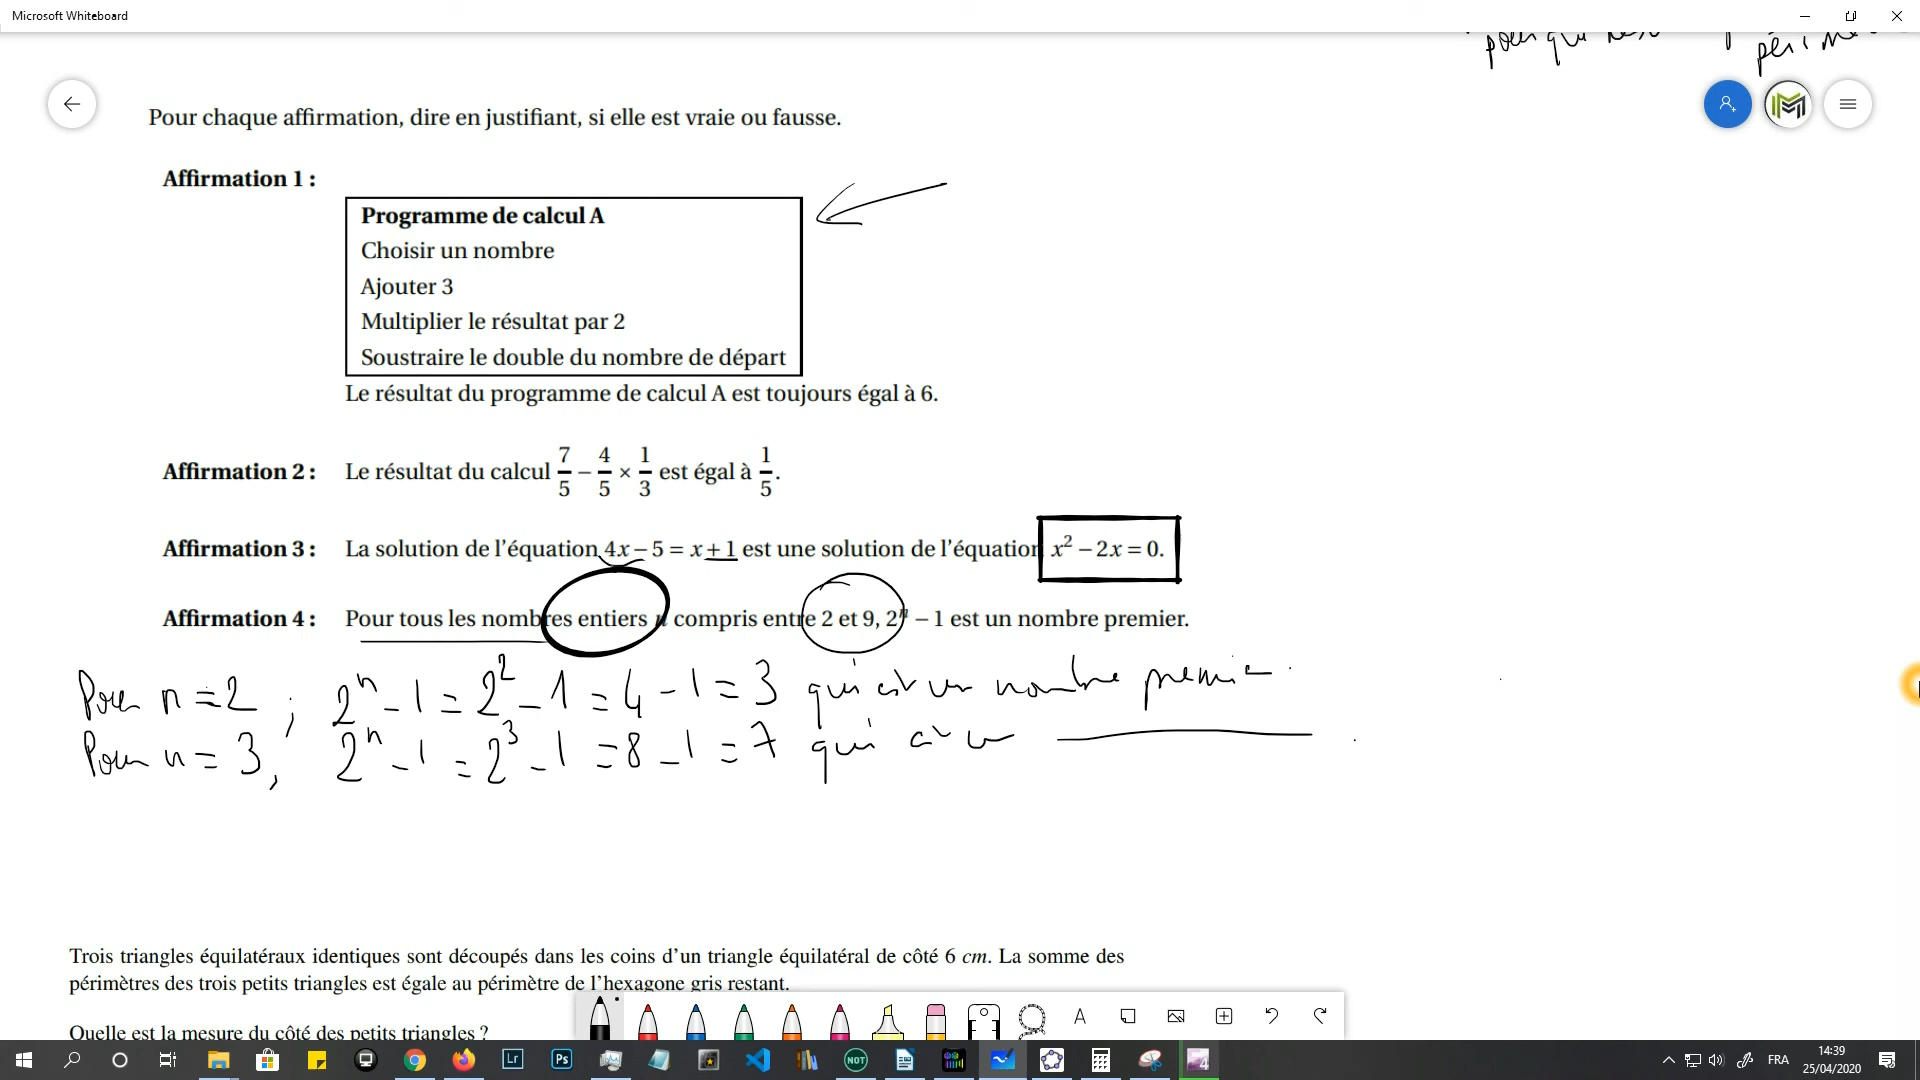 Microsoft Whiteboard
pour qui
Pour chaque affirmation, dire en justifiant, si elle est vraie ou fausse.
Affirmation 1 :
Programme de calcul A
Choisir un nombre
Ajouter 3
Multiplier le résultat par 2
Soustraire le double du nombre de départ
Le résultat du programme de calcul A est toujours égal à 6.
Affirmation 2 : Le résultat du calcul 7/5 − 4/5 × 1/3 est égal à 1/5.
Affirmation 3 : La solution de l'équation 4x − 5 = x + 1 est une solution de l'équation x² − 2x = 0.
Affirmation 4 : Pour tous les nombres entiers n compris entre 2 et 9, 2ⁿ − 1 est un nombre premier.
Pour n = 2 ; 2ⁿ − 1 = 2² − 1 = 4 − 1 = 3 qui est un nombre premier.
Pour n = 3, 2ⁿ − 1 = 2³ − 1 = 8 − 1 = 7 qui est un
Trois triangles équilatéraux identiques sont découpés dans les coins d'un triangle équilatéral de côté 6 cm. La somme des
périmètres des trois petits triangles est égale au périmètre de l'hexagone gris restant.
Quelle est la mesure du côté des petits triangles ?
A
Lr Ps NOT 4
FRA
14:39
25/04/2020